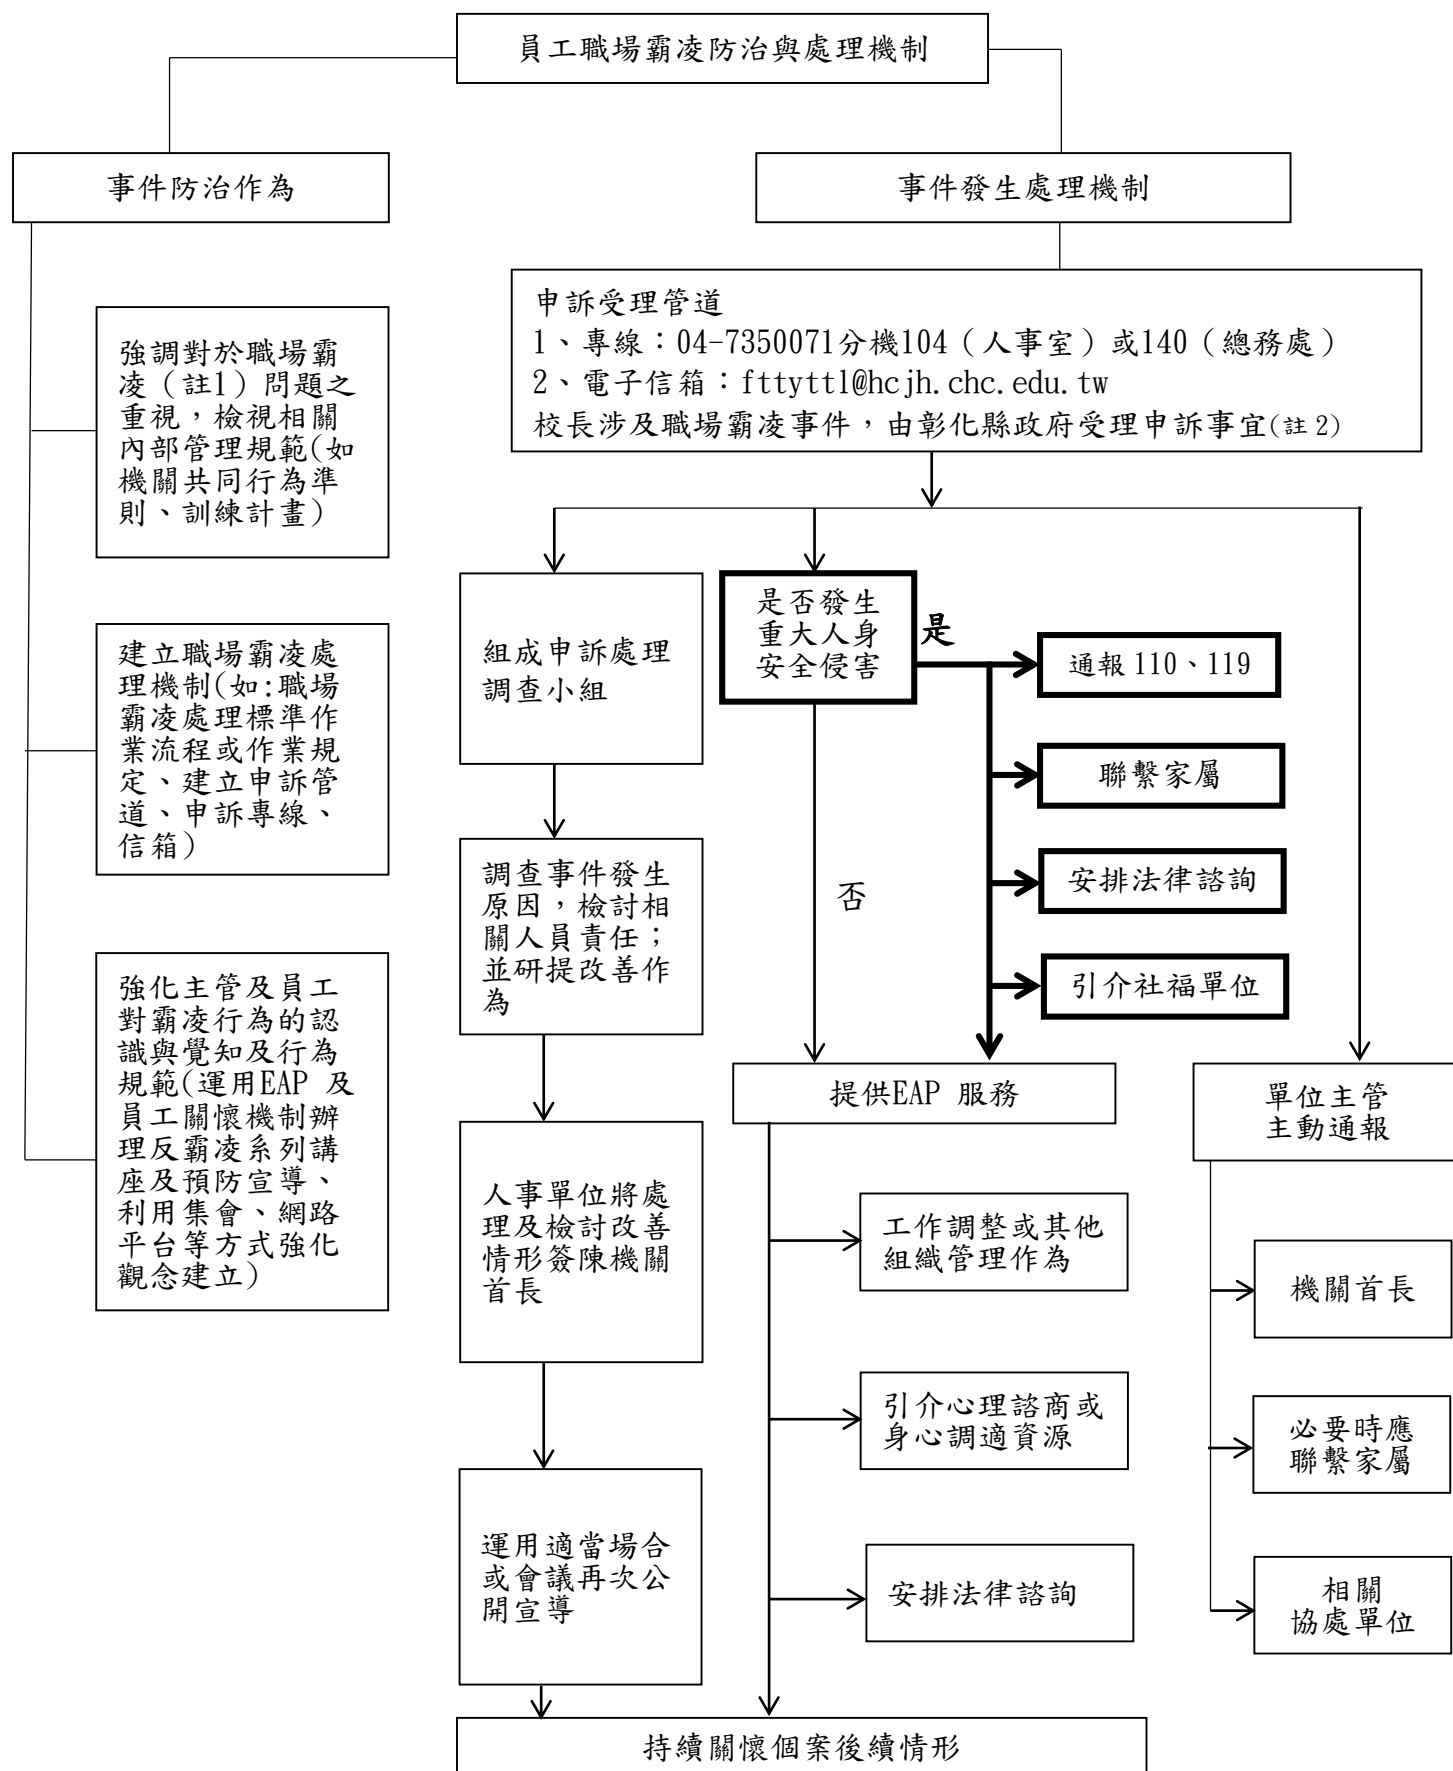 員工職場霸凌防治與處理機制
事件防治作為
強調對於職場霸
凌（註1）問題之
重視，檢視相關
內部管理規範(如
機關共同行為準
則、訓練計畫)
建立職場霸凌處
理機制(如:職場
霸凌處理標準作
業流程或作業規
定、建立申訴管
道、申訴專線、
信箱)
強化主管及員工
對霸凌行為的認
識與覺知及行為
規範(運用EAP 及
員工關懷機制辦
理反霸凌系列講
座及預防宣導、
利用集會、網路
平台等方式強化
觀念建立)
事件發生處理機制
申訴受理管道
1、專線：04-7350071分機104（人事室）或140（總務處）
2、電子信箱：fttytt1@hcjh.chc.edu.tw
校長涉及職場霸凌事件，由彰化縣政府受理申訴事宜(註 2)
組成申訴處理
調查小組
調查事件發生
原因，檢討相
關人員責任；
並研提改善作
為
人事單位將處
理及檢討改善
情形簽陳機關
首長
運用適當場合
或會議再次公
開宣導
是否發生
重大人身
安全侵害
是
通報 110、119
聯繫家屬
安排法律諮詢
引介社福單位
否
提供EAP 服務
工作調整或其他
組織管理作為
引介心理諮商或
身心調適資源
安排法律諮詢
單位主管
主動通報
機關首長
必要時應
聯繫家屬
相關
協處單位
持續關懷個案後續情形